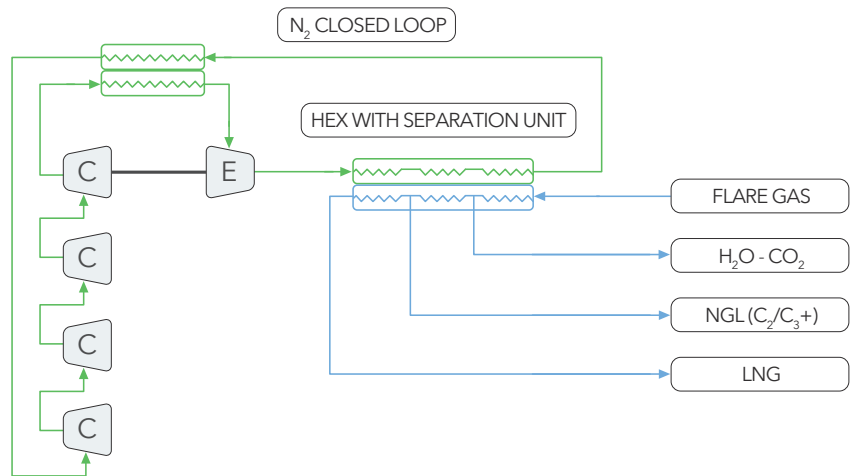 N₂ CLOSED LOOP
HEX WITH SEPARATION UNIT
C
E
FLARE GAS
C
H₂O - CO₂
C
NGL (C₂/C₃+)
LNG
C